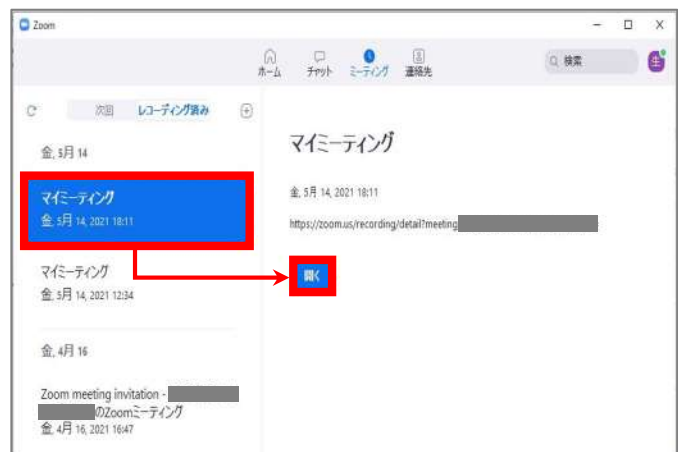 Zoom
ホーム チャット ミーティング 連絡先
検索
生
次回 レコーディング済み
金, 5月 14
マイミーティング
金, 5月 14, 2021 18:11
マイミーティング
金, 5月 14, 2021 12:34
金, 4月 16
Zoom meeting invitation -
のZoomミーティング
金, 4月 16, 2021 16:47
マイミーティング
金, 5月 14, 2021 18:11
https://zoom.us/recording/detail?meeting
開く